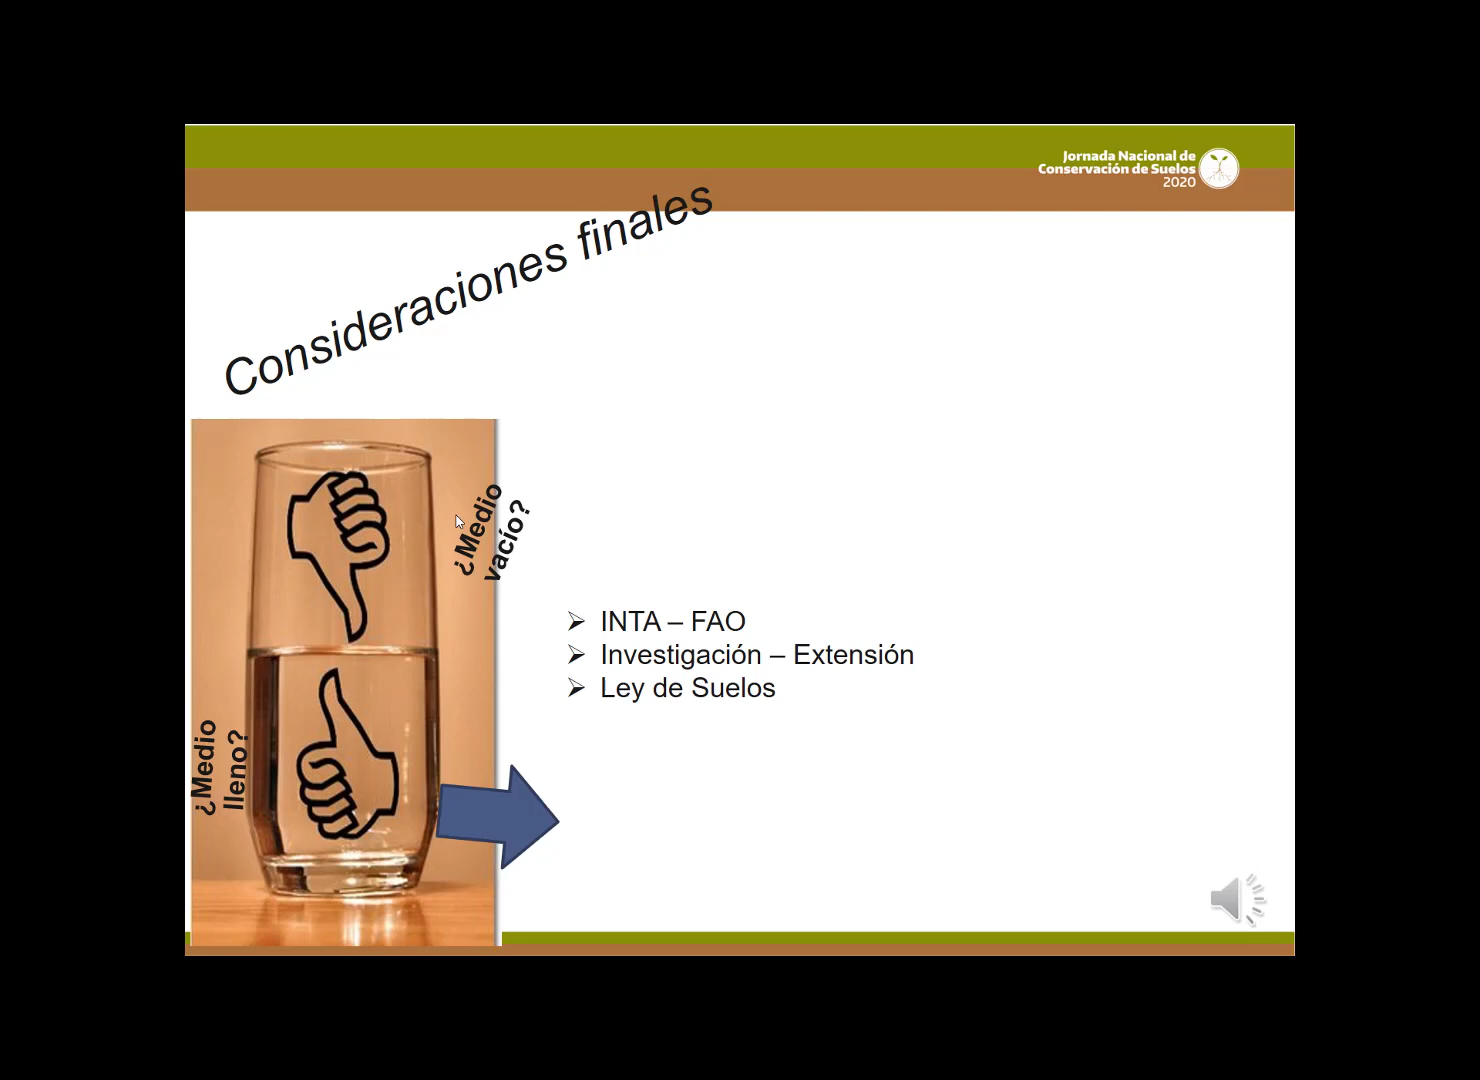 Jornada Nacional de
Conservación de Suelos
2020
Consideraciones finales
¿Medio
vacío?
INTA – FAO
Investigación – Extensión
Ley de Suelos
¿Medio
lleno?